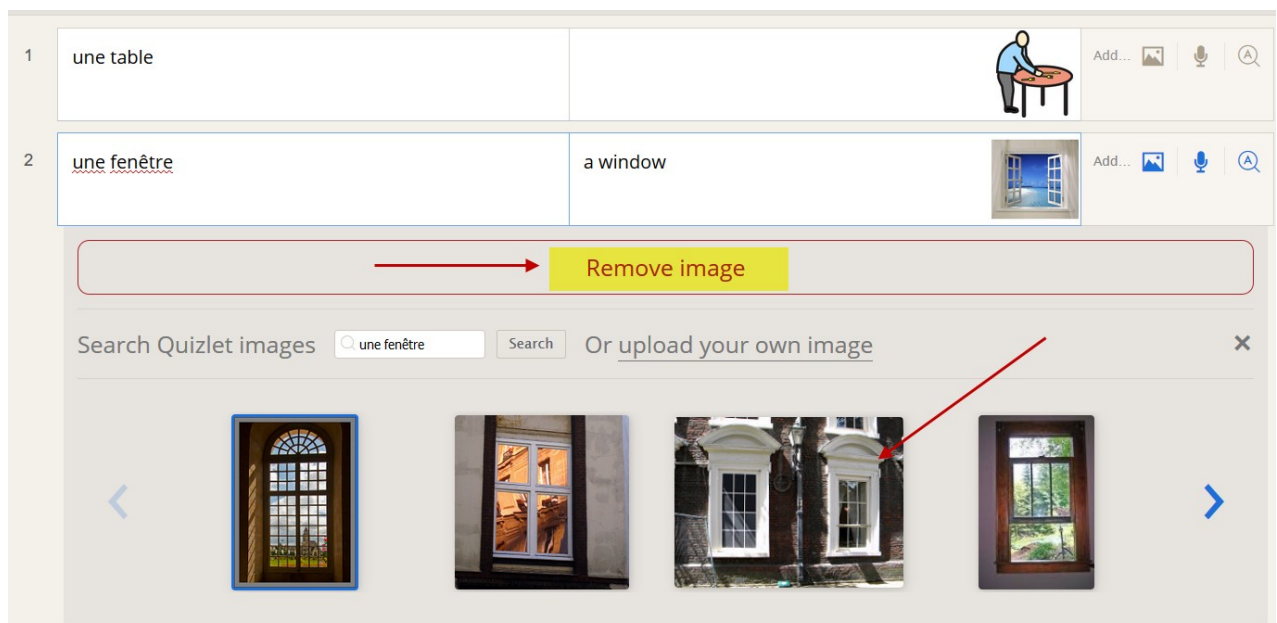 1 une table Add...
2 une fenêtre a window Add...
Remove image
Search Quizlet images une fenêtre Search Or upload your own image